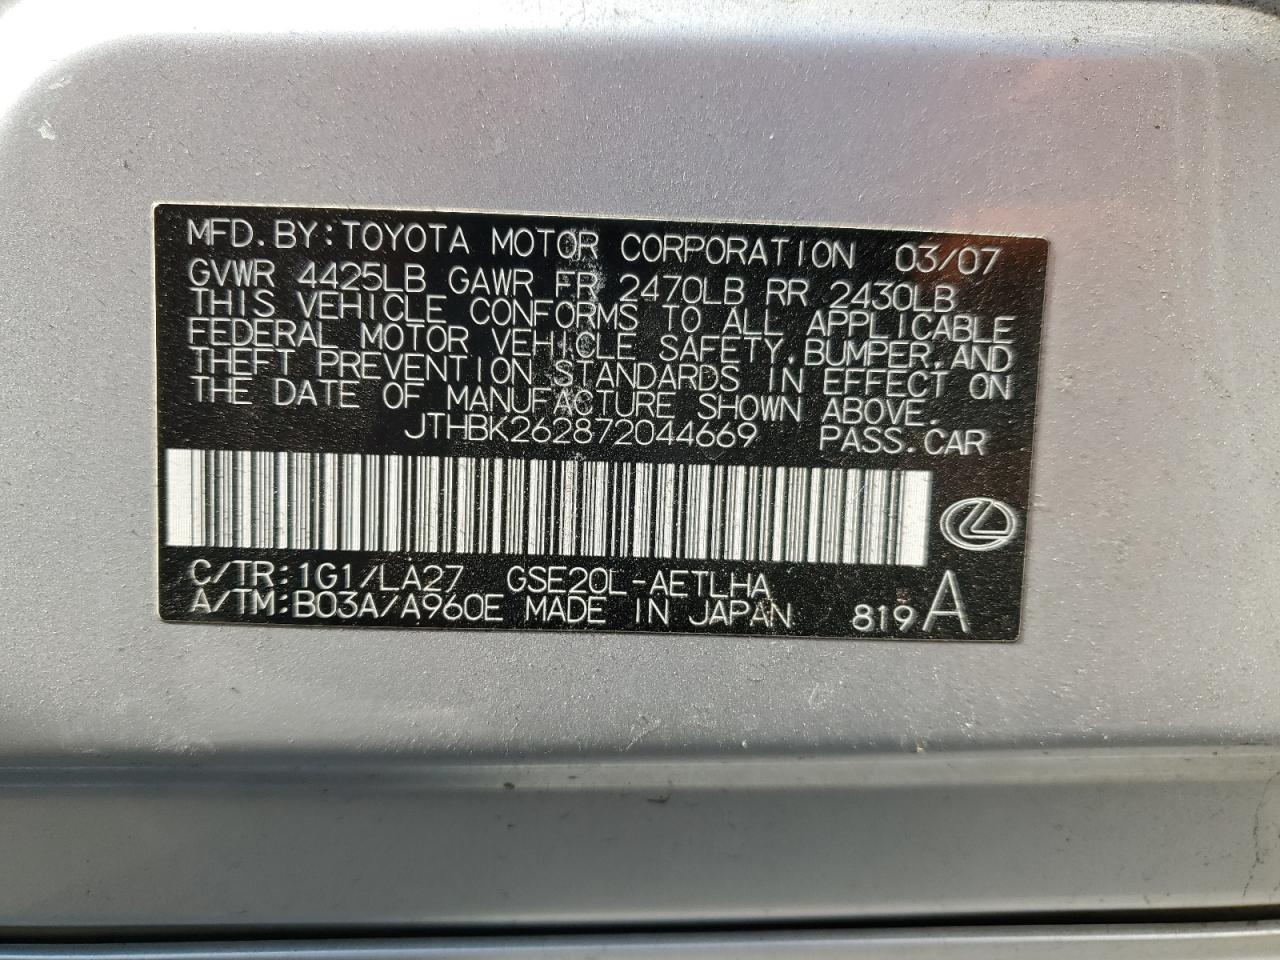 MFD.BY:TOYOTA MOTOR CORPORATION 03/07
GVWR 4425LB GAWR FR 2470LB RR 2430LB
THIS VEHICLE CONFORMS TO ALL APPLICABLE
FEDERAL MOTOR VEHICLE SAFETY,BUMPER,AND
THEFT PREVENTION STANDARDS IN EFFECT ON
THE DATE OF MANUFACTURE SHOWN ABOVE.
JTHBK262872044669 PASS.CAR
C/TR:1G1/LA27 GSE20L-AETLHA
A/TM:B03A/A960E MADE IN JAPAN 819 A